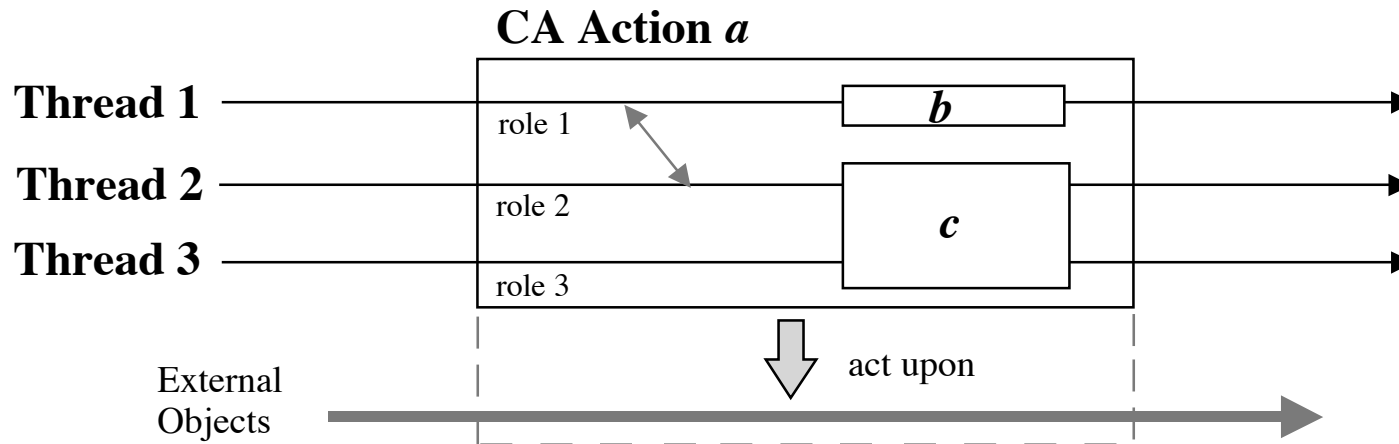 CA Action a
Thread 1
role 1
b
Thread 2
role 2
c
Thread 3
role 3
act upon
External
Objects